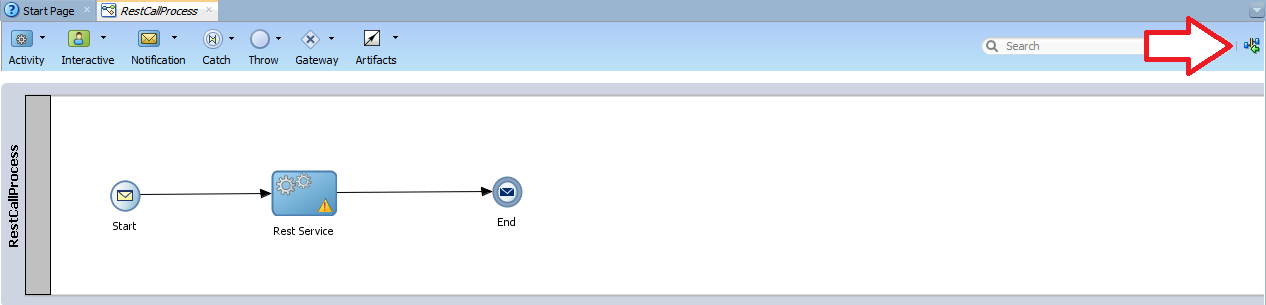 Start Page
RestCallProcess
Activity Interactive Notification Catch Throw Gateway Artifacts
Search
RestCallProcess
Start
Rest Service
End